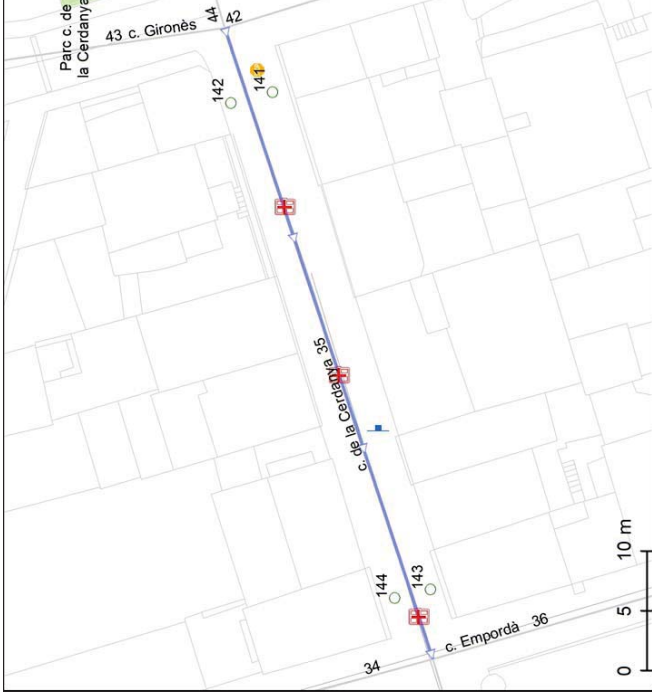 44
42
43 c. Gironès
Parc c. de
la Cerdanya
142
141
c. de la Cerdanya 35
144
143
c. Empordà 36
34
0 5 10 m